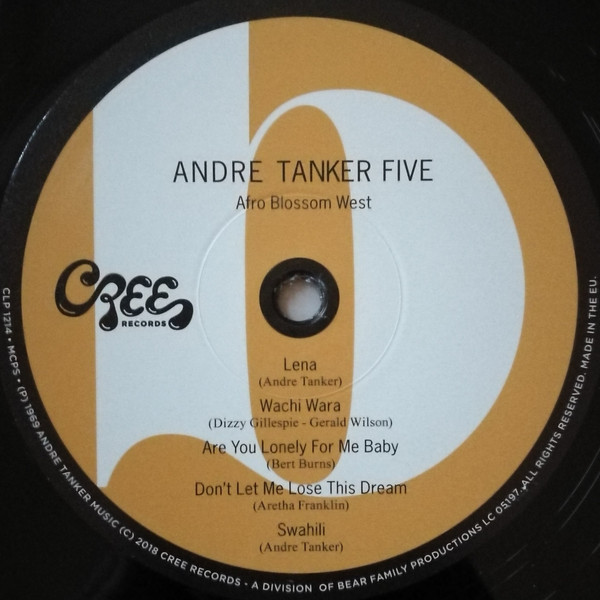 ANDRE TANKER FIVE
Afro Blossom West
CREE
RECORDS
Lena
(Andre Tanker)
Wachi Wara
(Dizzy Gillespie - Gerald Wilson)
Are You Lonely For Me Baby
(Bert Burns)
Don't Let Me Lose This Dream
(Aretha Franklin)
Swahili
(Andre Tanker)
CLP 1214 • MCPS • (P) 1969 ANDRE TANKER MUSIC (C) 2018 CREE RECORDS - A DIVISION OF BEAR FAMILY PRODUCTIONS LC 05197. ALL RIGHTS RESERVED. MADE IN THE EU.